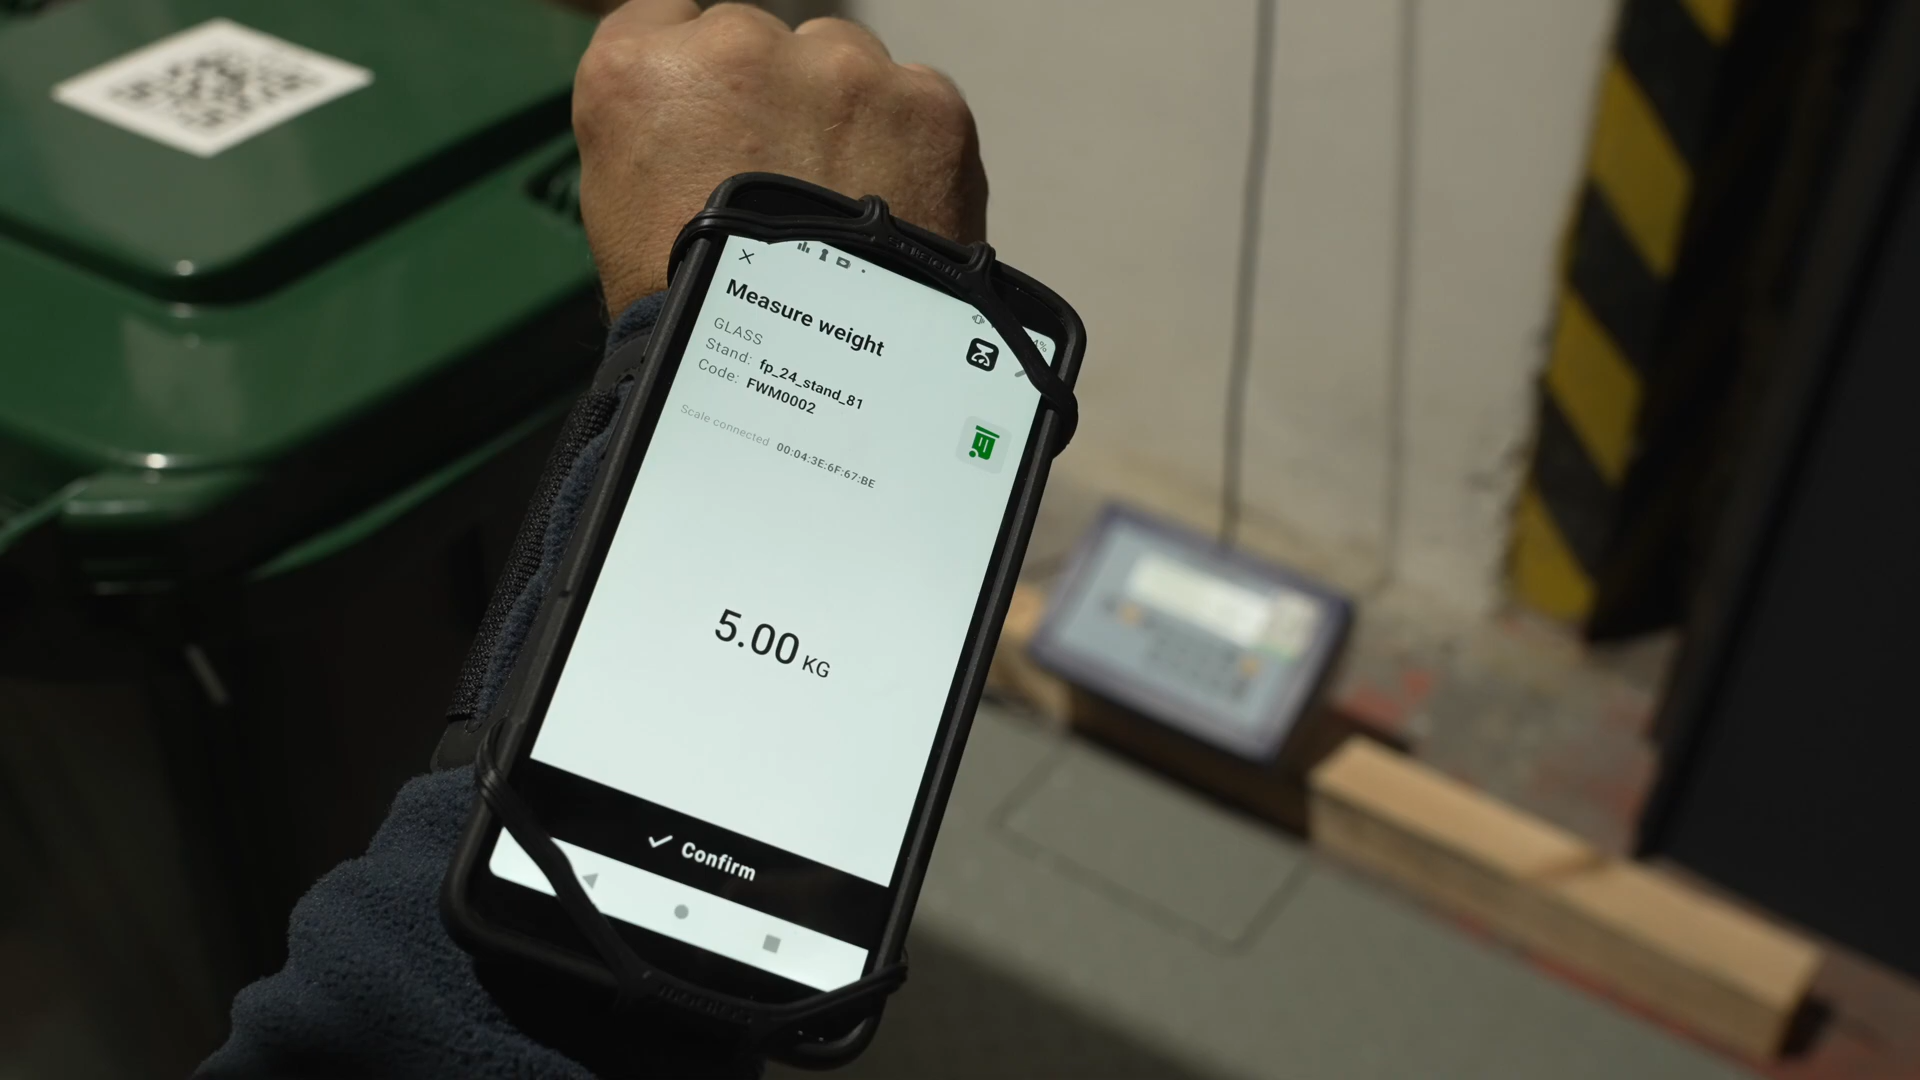 Measure weight
GLASS
Stand: fp_24_stand_81
Code: FWM0002
Scale connected 00:04:3E:6F:67:BE
5.00 KG
Confirm